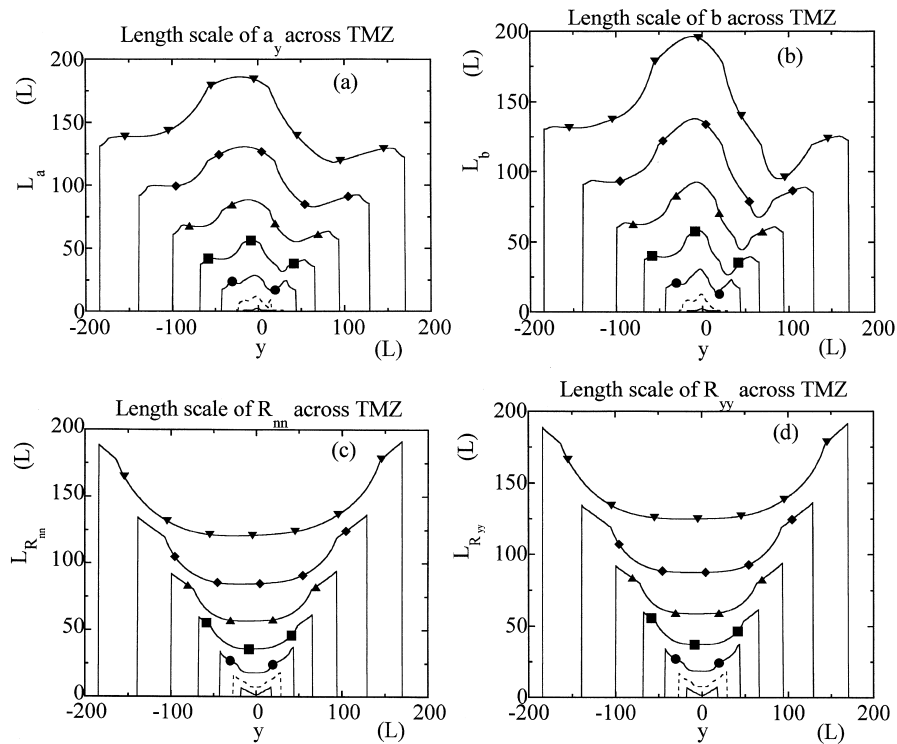 Length scale of a_y across TMZ
(a)
L_a (L)
200
150
100
50
0
-200 -100 0 100 200
y (L)
Length scale of b across TMZ
(b)
L_b (L)
200
150
100
50
0
-200 -100 0 100 200
y (L)
Length scale of R_nn across TMZ
(c)
L_R_nn (L)
200
150
100
50
0
-200 -100 0 100 200
y (L)
Length scale of R_yy across TMZ
(d)
L_R_yy (L)
200
150
100
50
0
-200 -100 0 100 200
y (L)